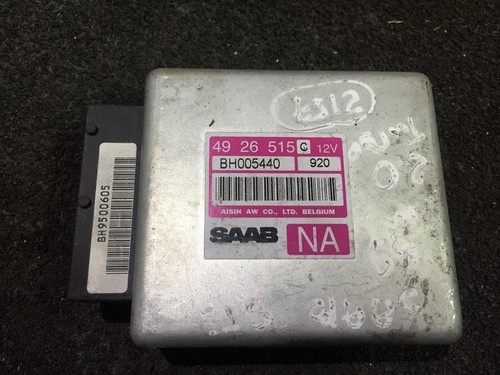 49 26 515 C 12V
BH005440 920
AISIN AW CO., LTD. BELGIUM
SAAB NA
BH9500605